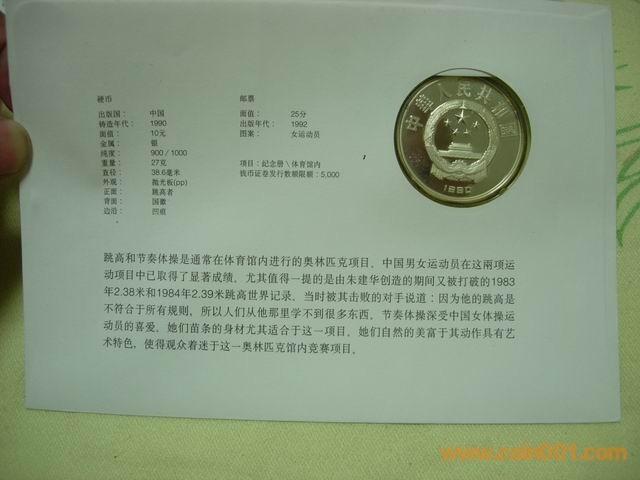 硬币
出版国： 中国
铸造年代： 1990
面值： 10元
金属： 银
纯度： 900 / 1000
重量： 27克
直径： 38.6毫米
外观： 抛光板(pp)
正面： 跳高者
背面： 国徽
边沿： 凹痕
邮票
面值： 25分
出版年代： 1992
图案： 女运动员
项目：纪念册 \ 体育馆内
钱币证卷发行数额限额：5,000
中华人民共和国
1990
跳高和节奏体操是通常在体育馆内进行的奥林匹克项目．中国男女运动员在这兩项运
动项目中已取得了显著成绩．尤其值得一提的是由朱建华创造的期间又被打破的1983
年2.38米和1984年2.39米跳高世界记录．当时被其击败的对手说道：因为他的跳高是
不符合于所有规则，所以人们从他那里学不到很多东西．节奏体操深受中国女体操运
动员的喜爱．她们苗条的身材尤其适合于这一项目．她们自然的美富于其动作具有艺
术特色，使得观众着迷于这一奥林匹克馆内竞赛项目．
www.coin001.com